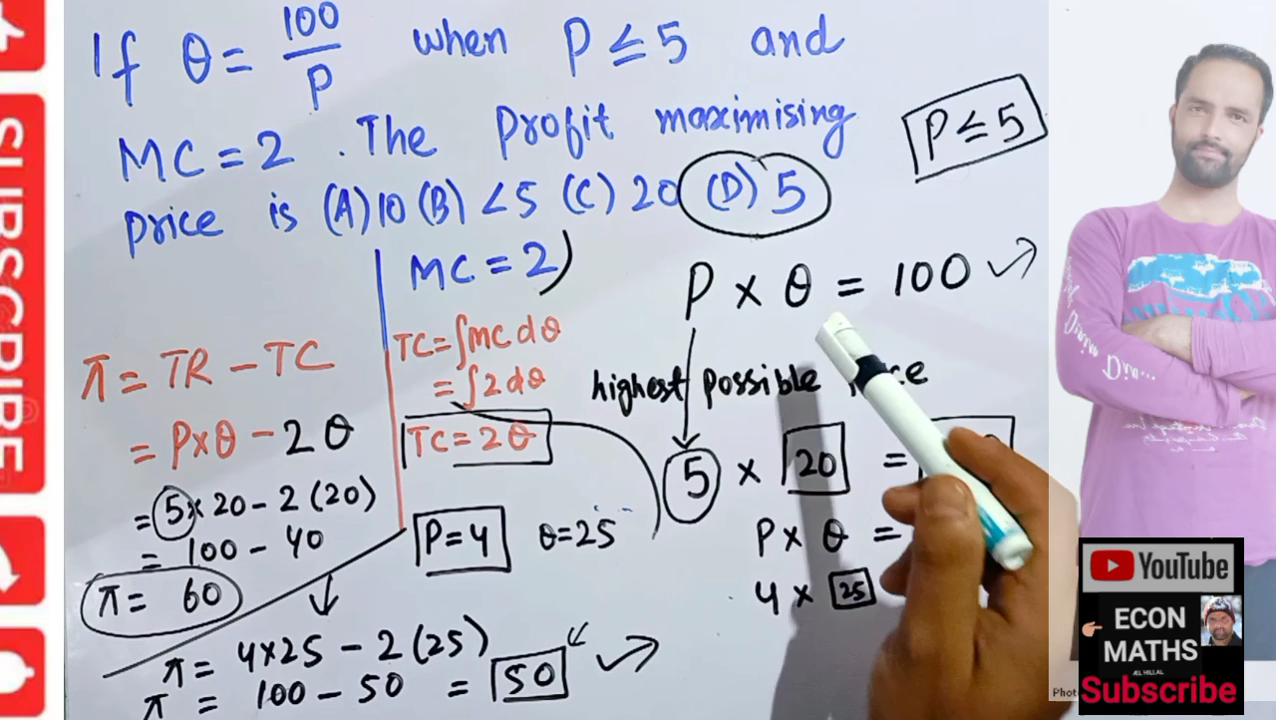 If θ = 100/P when P ≤ 5 and
MC = 2 . The Profit maximising
price is (A) 10 (B) < 5 (C) 20 (D) 5
P ≤ 5
MC = 2)
P × θ = 100
π = TR - TC
= P×θ - 2θ
= 5 × 20 - 2 (20)
= 100 - 40
π = 60
TC = ∫MC dθ
= ∫2 dθ
TC = 2θ
P = 4 θ = 25
highest possible
5 × 20 =
P × θ =
4 × 25
π = 4×25 - 2 (25)
π = 100 - 50 = 50
SUBSCRIBE
YouTube
ECON
MATHS
Subscribe